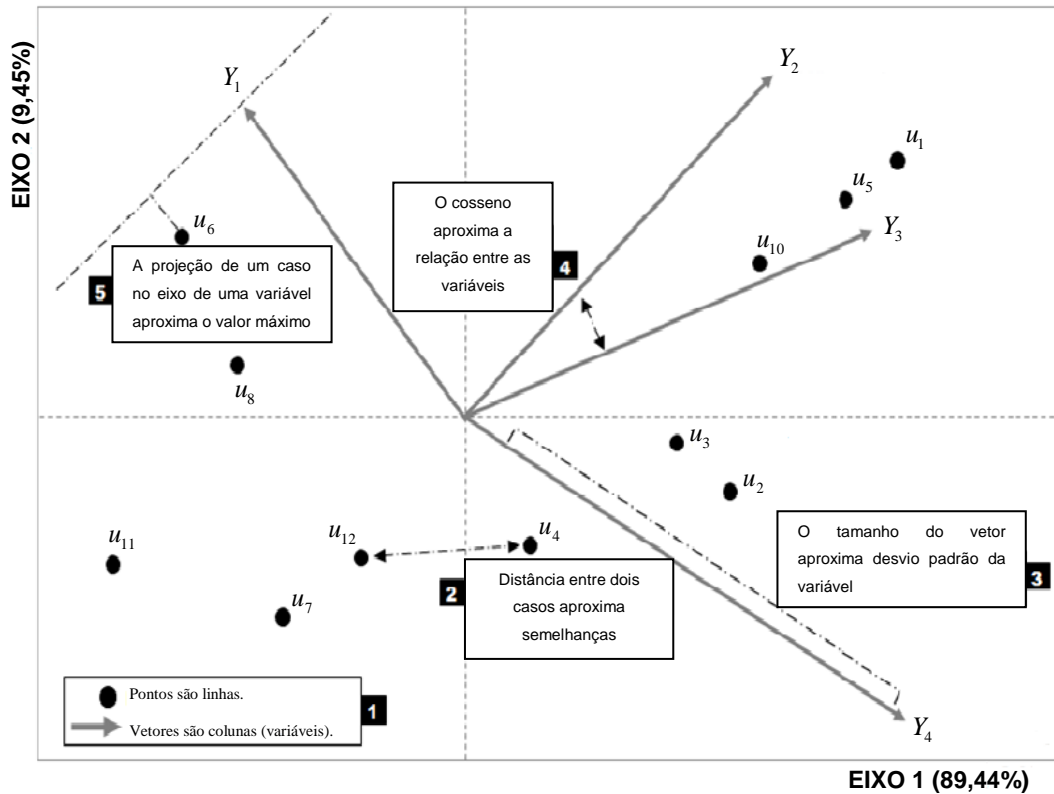 EIXO 2 (9,45%)
Y1
Y2
u1
u5
Y3
u10
u6
O cosseno
aproxima a
relação entre as
variáveis
4
5
A projeção de um caso
no eixo de uma variável
aproxima o valor máximo
u8
u3
u2
u11
u12
u4
u7
2
Distância entre dois
casos aproxima
semelhanças
O tamanho do vetor
aproxima desvio padrão da
variável
3
Pontos são linhas.
Vetores são colunas (variáveis).
1
Y4
EIXO 1 (89,44%)